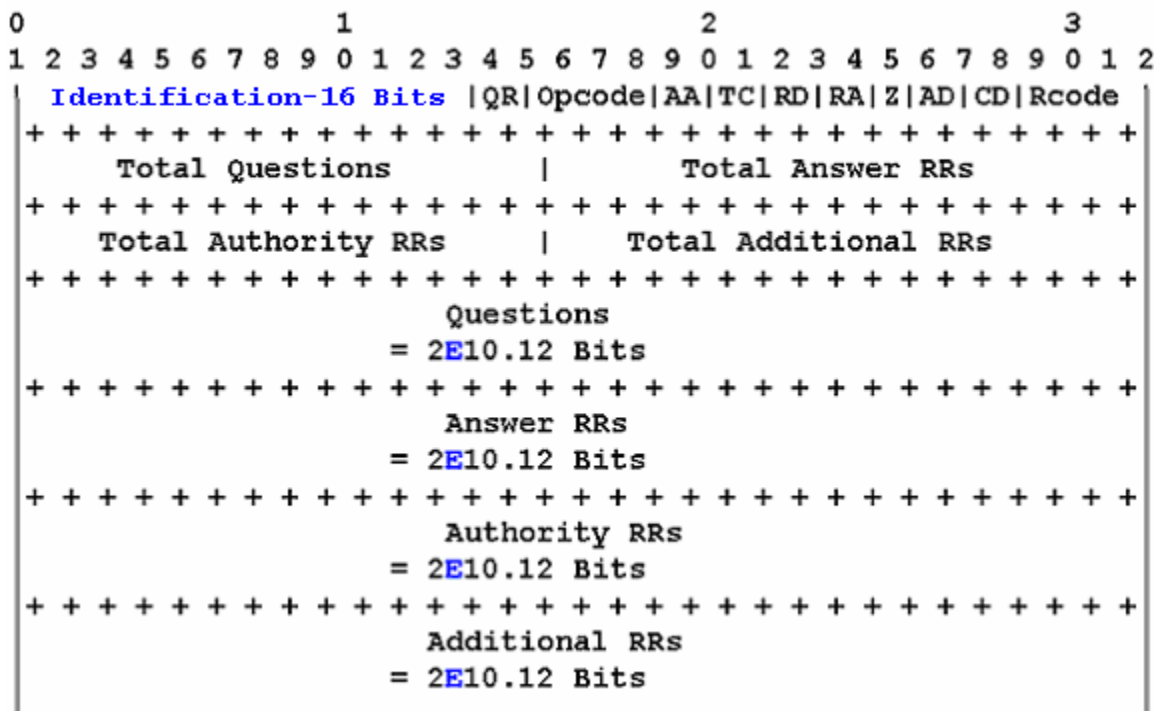 0 1 2 3
1 2 3 4 5 6 7 8 9 0 1 2 3 4 5 6 7 8 9 0 1 2 3 4 5 6 7 8 9 0 1 2
| Identification-16 Bits |QR|Opcode|AA|TC|RD|RA|Z|AD|CD|Rcode
+ + + + + + + + + + + + + + + + + + + + + + + + + + + + + + +
Total Questions | Total Answer RRs
+ + + + + + + + + + + + + + + + + + + + + + + + + + + + + + +
Total Authority RRs | Total Additional RRs
+ + + + + + + + + + + + + + + + + + + + + + + + + + + + + + +
Questions
= 2E10.12 Bits
+ + + + + + + + + + + + + + + + + + + + + + + + + + + + + + +
Answer RRs
= 2E10.12 Bits
+ + + + + + + + + + + + + + + + + + + + + + + + + + + + + + +
Authority RRs
= 2E10.12 Bits
+ + + + + + + + + + + + + + + + + + + + + + + + + + + + + + +
Additional RRs
= 2E10.12 Bits